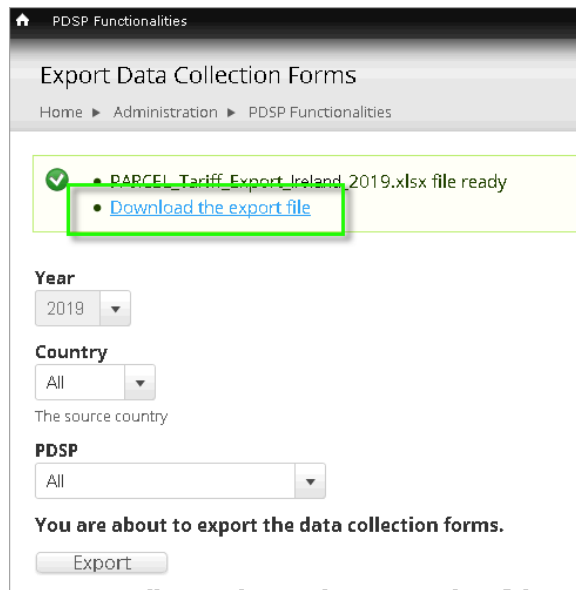 PDSP Functionalities
Export Data Collection Forms
Home ► Administration ► PDSP Functionalities
• PARCEL_Tariff_Export_Ireland_2019.xlsx file ready
• Download the export file
Year
2019
Country
All
The source country
PDSP
All
You are about to export the data collection forms.
Export